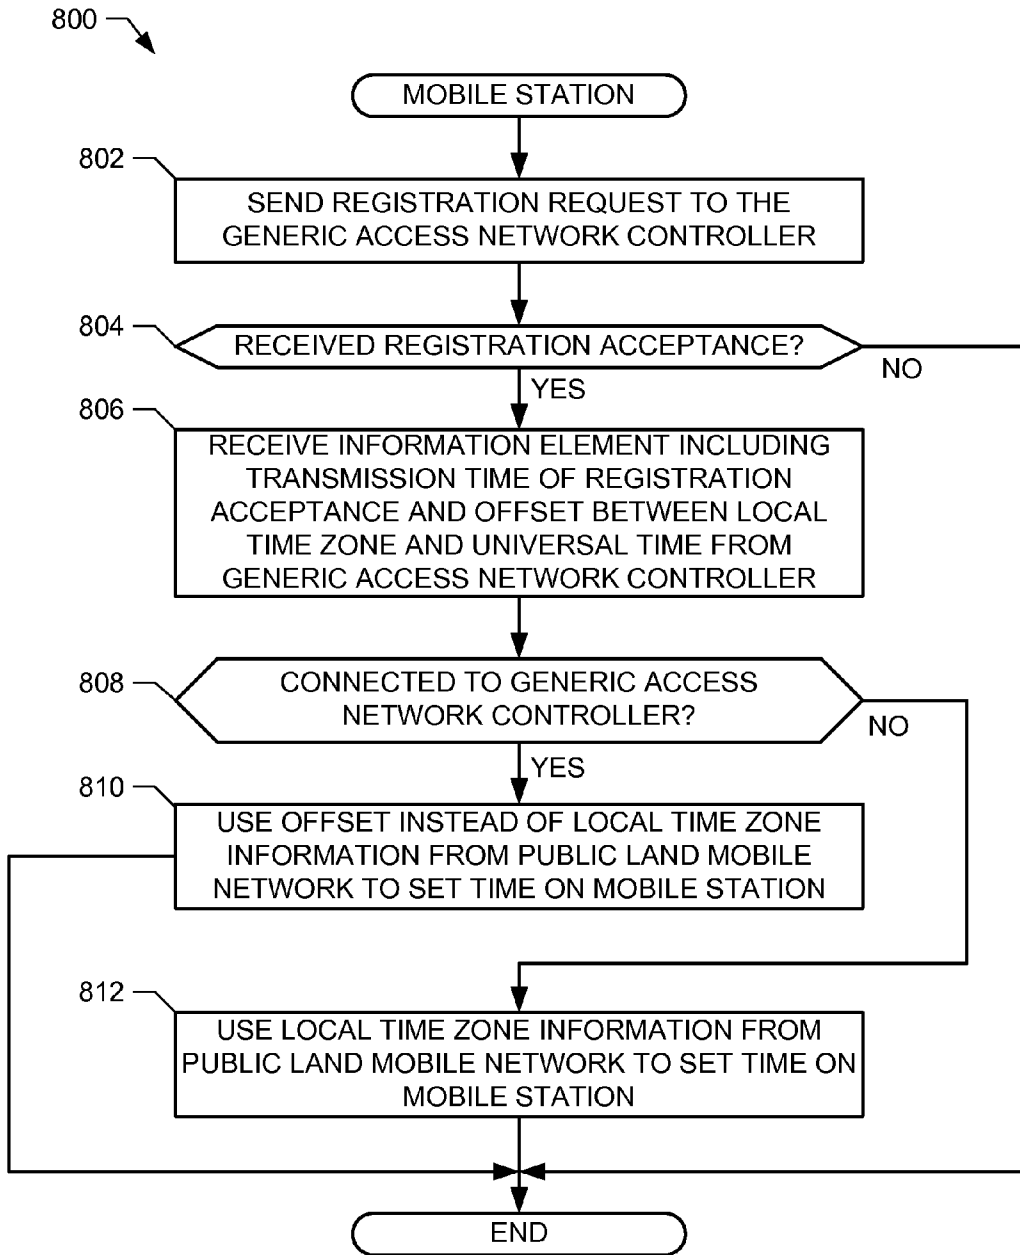 800
MOBILE STATION
802
SEND REGISTRATION REQUEST TO THE
GENERIC ACCESS NETWORK CONTROLLER
804
RECEIVED REGISTRATION ACCEPTANCE?
NO
YES
806
RECEIVE INFORMATION ELEMENT INCLUDING
TRANSMISSION TIME OF REGISTRATION
ACCEPTANCE AND OFFSET BETWEEN LOCAL
TIME ZONE AND UNIVERSAL TIME FROM
GENERIC ACCESS NETWORK CONTROLLER
808
CONNECTED TO GENERIC ACCESS
NETWORK CONTROLLER?
NO
YES
810
USE OFFSET INSTEAD OF LOCAL TIME ZONE
INFORMATION FROM PUBLIC LAND MOBILE
NETWORK TO SET TIME ON MOBILE STATION
812
USE LOCAL TIME ZONE INFORMATION FROM
PUBLIC LAND MOBILE NETWORK TO SET TIME ON
MOBILE STATION
END